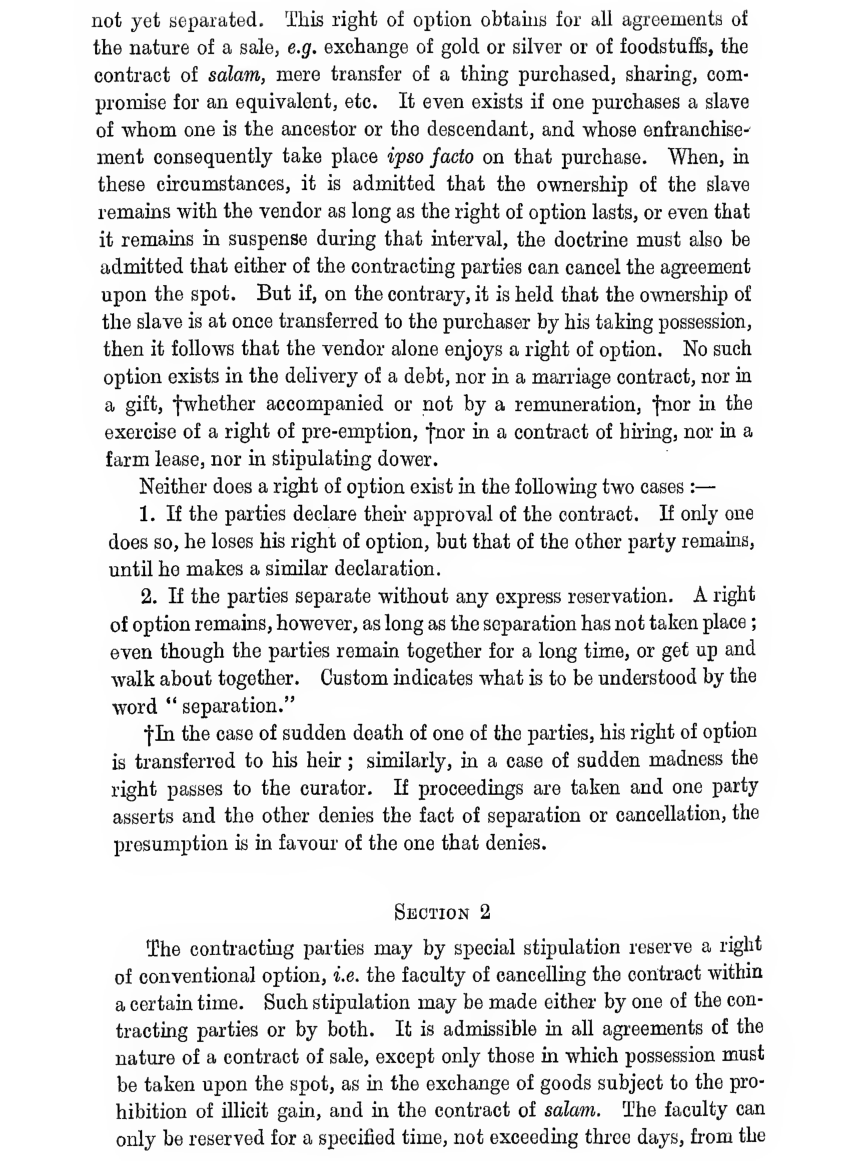 not yet separated. This right of option obtains for all agreements of
the nature of a sale, e.g. exchange of gold or silver or of foodstuffs, the
contract of salam, mere transfer of a thing purchased, sharing, com-
promise for an equivalent, etc. It even exists if one purchases a slave
of whom one is the ancestor or the descendant, and whose enfranchise-
ment consequently take place ipso facto on that purchase. When, in
these circumstances, it is admitted that the ownership of the slave
remains with the vendor as long as the right of option lasts, or even that
it remains in suspense during that interval, the doctrine must also be
admitted that either of the contracting parties can cancel the agreement
upon the spot. But if, on the contrary, it is held that the ownership of
the slave is at once transferred to the purchaser by his taking possession,
then it follows that the vendor alone enjoys a right of option. No such
option exists in the delivery of a debt, nor in a marriage contract, nor in
a gift, †whether accompanied or not by a remuneration, †nor in the
exercise of a right of pre-emption, †nor in a contract of hiring, nor in a
farm lease, nor in stipulating dower.
Neither does a right of option exist in the following two cases :—
1. If the parties declare their approval of the contract. If only one
does so, he loses his right of option, but that of the other party remains,
until he makes a similar declaration.
2. If the parties separate without any express reservation. A right
of option remains, however, as long as the separation has not taken place ;
even though the parties remain together for a long time, or get up and
walk about together. Custom indicates what is to be understood by the
word “ separation.”
†In the case of sudden death of one of the parties, his right of option
is transferred to his heir ; similarly, in a case of sudden madness the
right passes to the curator. If proceedings are taken and one party
asserts and the other denies the fact of separation or cancellation, the
presumption is in favour of the one that denies.
SECTION 2
The contracting parties may by special stipulation reserve a right
of conventional option, i.e. the faculty of cancelling the contract within
a certain time. Such stipulation may be made either by one of the con-
tracting parties or by both. It is admissible in all agreements of the
nature of a contract of sale, except only those in which possession must
be taken upon the spot, as in the exchange of goods subject to the pro-
hibition of illicit gain, and in the contract of salam. The faculty can
only be reserved for a specified time, not exceeding three days, from the